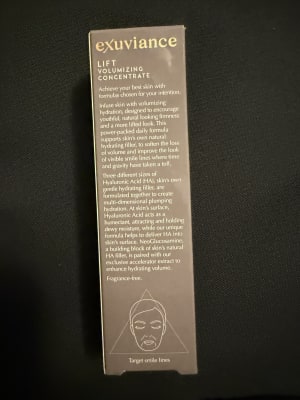 exuviance
LIFT
VOLUMIZING
CONCENTRATE
Achieve your best skin with
formulas chosen for your intention.
Infuse skin with volumizing
hydration, designed to encourage
youthful, natural looking firmness
and a more lifted look. This
power-packed daily formula
supports skin's own natural
hydrating filler, to soften the loss
of volume and improve the look
of visible smile lines where time
and gravity have taken a toll.
Three different sizes of
Hyaluronic Acid (HA), skin's own
gentle hydrating filler, are
formulated together to create
multi-dimensional plumping
hydration. At skin's surface,
Hyaluronic Acid acts as a
humectant, attracting and holding
dewy moisture, while our unique
formula helps to deliver HA into
skin's surface. NeoGlucosamine,
a building block of skin's natural
HA filler, is paired with our
exclusive accelerator extract to
enhance hydrating volume.
Fragrance-free.
Target smile lines